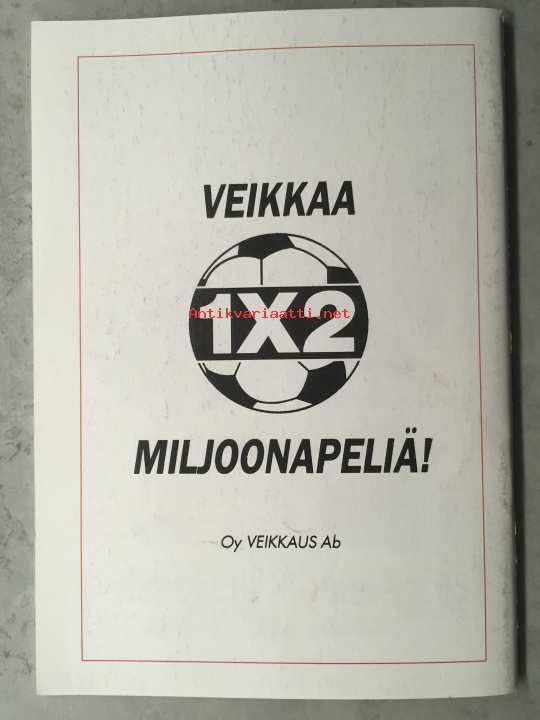 VEIKKAA
Antikvariaatti.net
1X2
MILJOONAPELIÄ!
Oy VEIKKAUS Ab